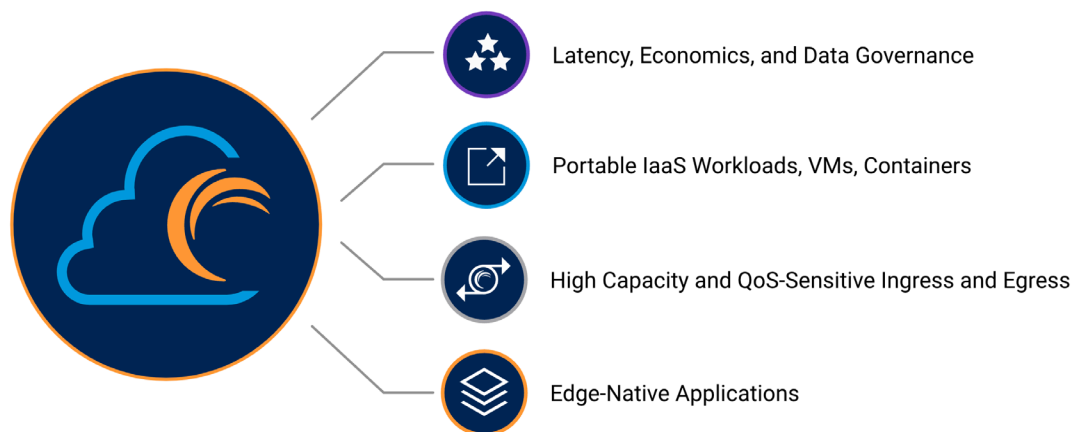 Latency, Economics, and Data Governance
Portable IaaS Workloads, VMs, Containers
High Capacity and QoS-Sensitive Ingress and Egress
Edge-Native Applications